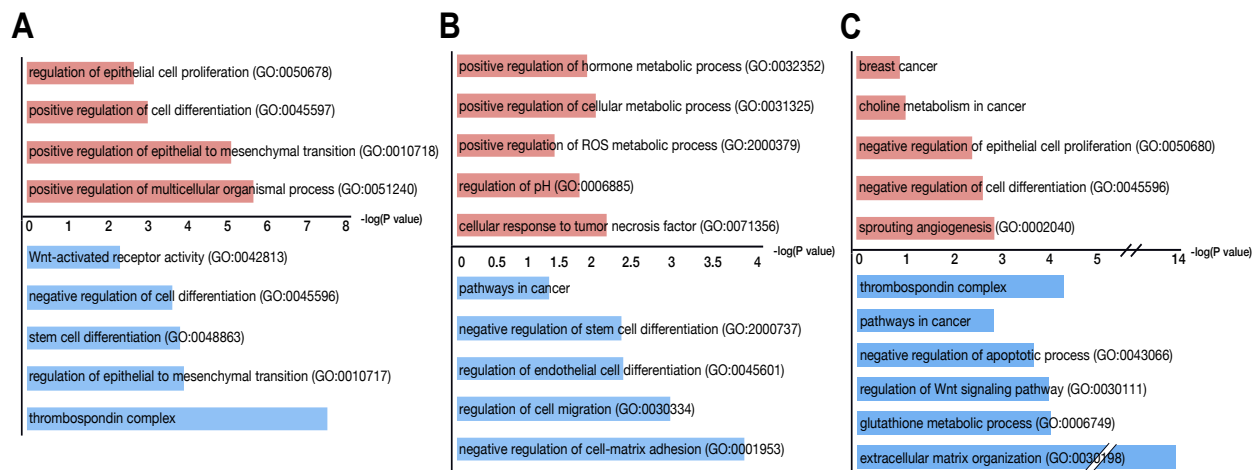 A
regulation of epithelial cell proliferation (GO:0050678)
positive regulation of cell differentiation (GO:0045597)
positive regulation of epithelial to mesenchymal transition (GO:0010718)
positive regulation of multicellular organismal process (GO:0051240)
0 1 2 3 4 5 6 7 8 -log(P value)
Wnt-activated receptor activity (GO:0042813)
negative regulation of cell differentiation (GO:0045596)
stem cell differentiation (GO:0048863)
regulation of epithelial to mesenchymal transition (GO:0010717)
thrombospondin complex
B
positive regulation of hormone metabolic process (GO:0032352)
positive regulation of cellular metabolic process (GO:0031325)
positive regulation of ROS metabolic process (GO:2000379)
regulation of pH (GO:0006885)
cellular response to tumor necrosis factor (GO:0071356)
0 0.5 1 1.5 2 2.5 3 3.5 4 -log(P value)
pathways in cancer
negative regulation of stem cell differentiation (GO:2000737)
regulation of endothelial cell differentiation (GO:0045601)
regulation of cell migration (GO:0030334)
negative regulation of cell-matrix adhesion (GO:0001953)
C
breast cancer
choline metabolism in cancer
negative regulation of epithelial cell proliferation (GO:0050680)
negative regulation of cell differentiation (GO:0045596)
sprouting angiogenesis (GO:0002040)
0 1 2 3 4 5 14 -log(P value)
thrombospondin complex
pathways in cancer
negative regulation of apoptotic process (GO:0043066)
regulation of Wnt signaling pathway (GO:0030111)
glutathione metabolic process (GO:0006749)
extracellular matrix organization (GO:0030198)